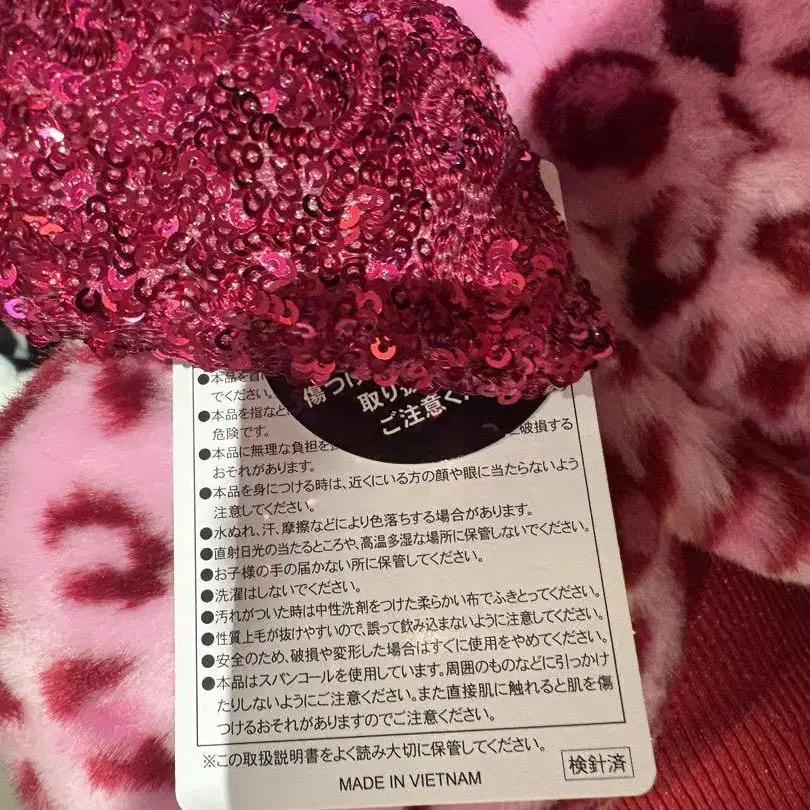 ●本品を
でください。
●本品を指など
危険です。
●本品に無理な負担を
破損する
おそれがあります。
●本品を身につける時は、近くにいる方の顔や眼に当たらないよう
注意してください。
●水ぬれ、汗、摩擦などにより色落ちする場合があります。
●直射日光の当たるところや、高温多湿な場所に保管しないでください。
●お子様の手の届かない所に保管してください。
●洗濯はしないでください。
●汚れがついた時は中性洗剤をつけた柔らかい布でふきとってください。
●性質上毛が抜けやすいので、誤って飲み込まないように注意してください。
●安全のため、破損や変形した場合はすぐに使用をやめてください。
●本品はスパンコールを使用しています。周囲のものなどに引っかけ
たりしないようにご注意ください。また直接肌に触れると肌を傷
つけるおそれがありますのでご注意ください。
※この取扱説明書をよく読み大切に保管してください。
検針済
MADE IN VIETNAM
傷つけ
取り
ご注意く